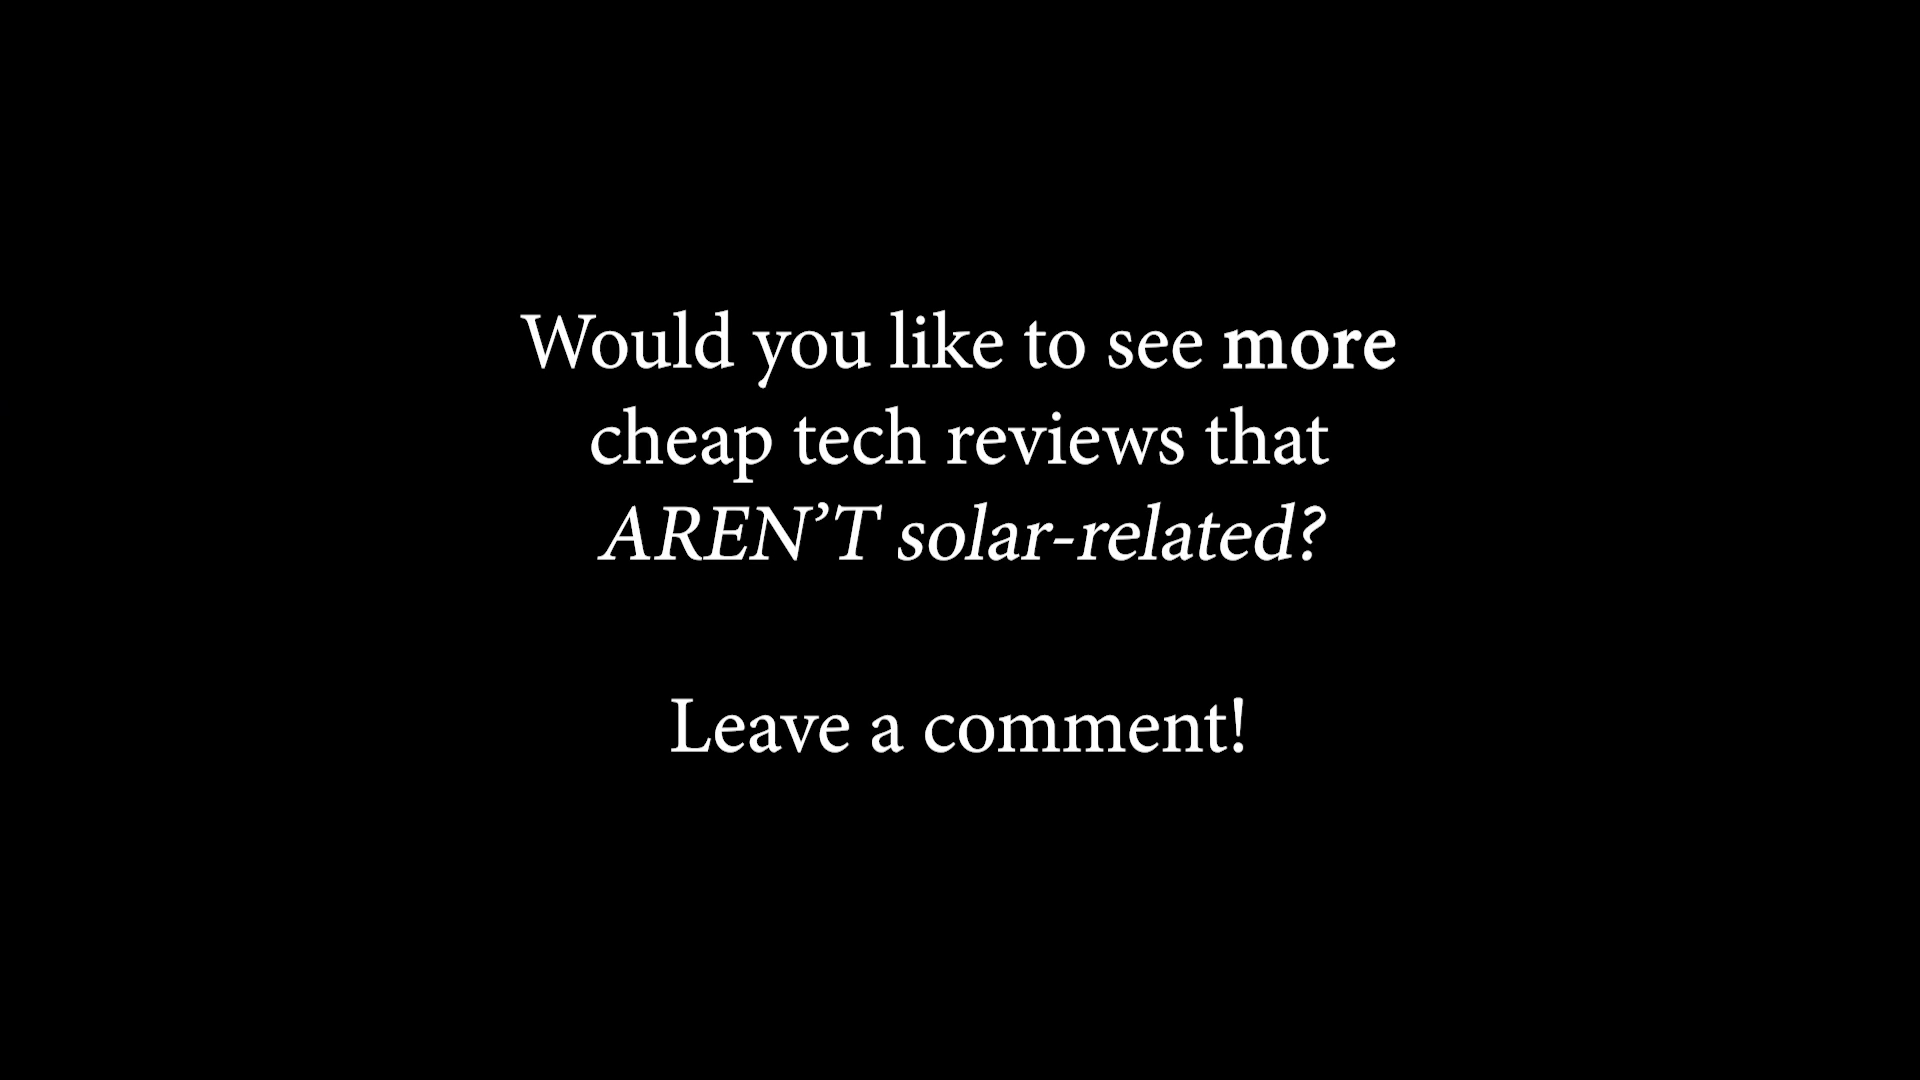 Would you like to see more
cheap tech reviews that
AREN’T solar-related?
Leave a comment!